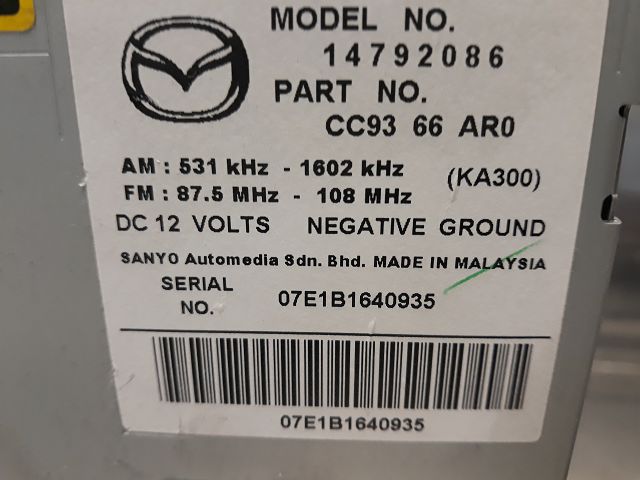 MODEL NO.
14792086
PART NO.
CC93 66 AR0
AM : 531 kHz - 1602 kHz
(KA300)
FM : 87.5 MHz - 108 MHz
DC 12 VOLTS NEGATIVE GROUND
SANYO Automedia Sdn. Bhd. MADE IN MALAYSIA
SERIAL
NO.
07E1B1640935
07E1B1640935